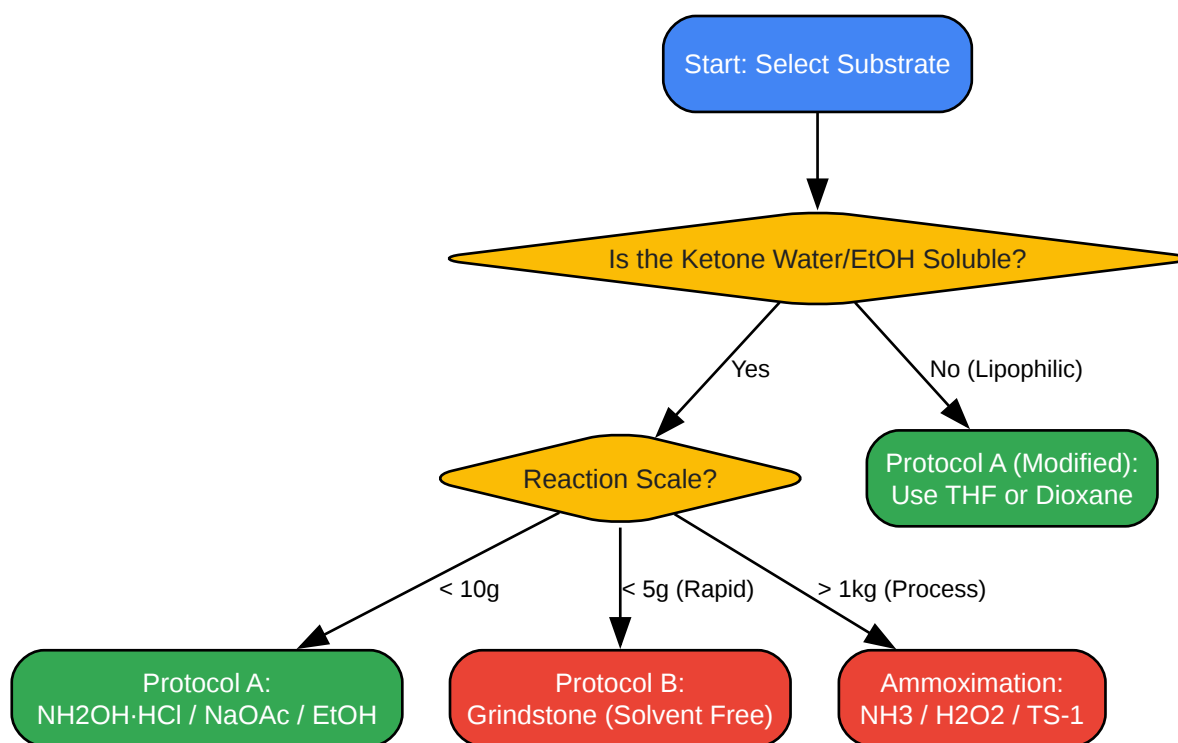 Start: Select Substrate
Is the Ketone Water/EtOH Soluble?
Yes
No (Lipophilic)
Reaction Scale?
Protocol A (Modified):
Use THF or Dioxane
< 10g
< 5g (Rapid)
> 1kg (Process)
Protocol A:
NH2OH·HCl / NaOAc / EtOH
Protocol B:
Grindstone (Solvent Free)
Ammoximation:
NH3 / H2O2 / TS-1